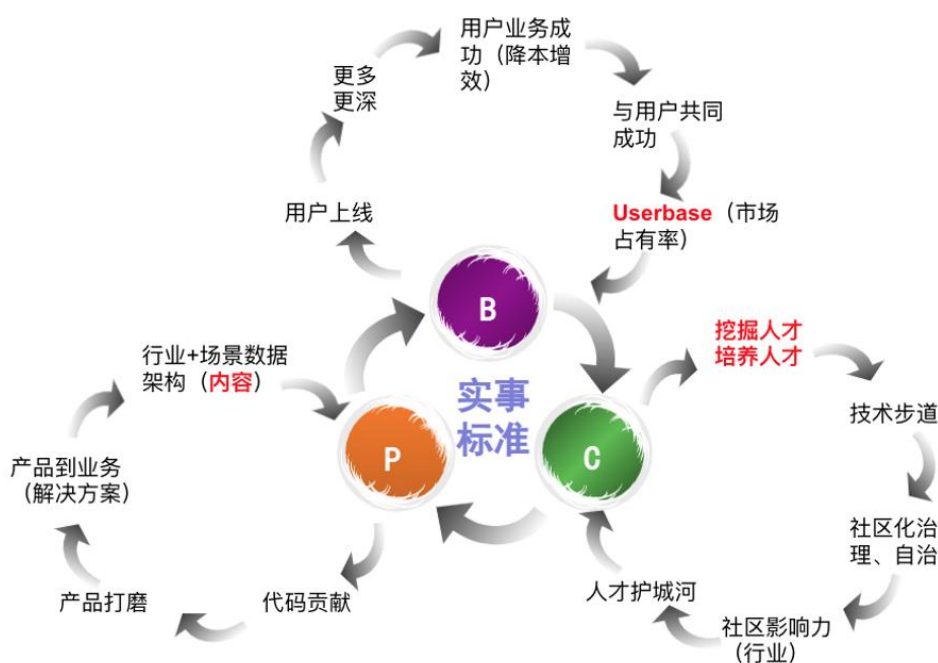 用户业务成
功（降本增
效）
更多
更深
与用户共同
成功
用户上线
Userbase（市场
占有率）
B
挖掘人才
培养人才
行业+场景数据
架构（内容）
实事
标准
技术步道
P
C
产品到业务
（解决方案）
社区化治
理、自治
产品打磨
代码贡献
人才护城河
社区影响力
（行业）